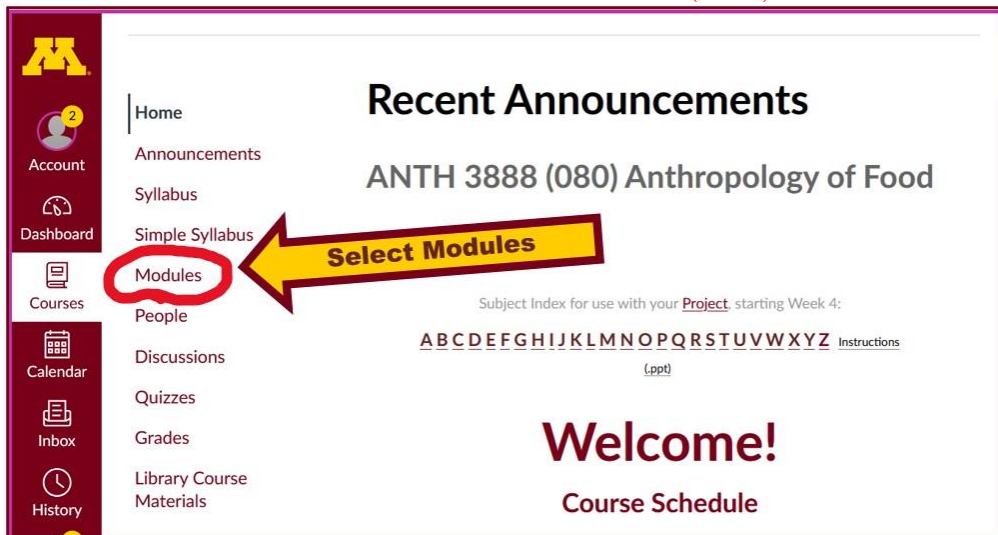 M
2
Account
Dashboard
Courses
Calendar
Inbox
History
Home
Announcements
Syllabus
Simple Syllabus
Modules
People
Discussions
Quizzes
Grades
Library Course
Materials
Select Modules
Recent Announcements
ANTH 3888 (080) Anthropology of Food
Subject Index for use with your Project, starting Week 4:
A B C D E F G H I J K L M N O P Q R S T U V W X Y Z Instructions
(.ppt)
Welcome!
Course Schedule